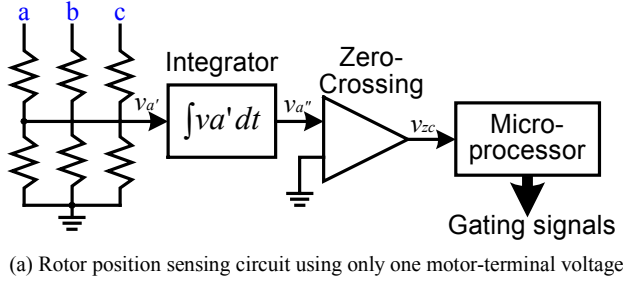 a b c
Integrator
Zero-
Crossing
va'
∫va' dt
va"
vzc
Micro-
processor
Gating signals
(a) Rotor position sensing circuit using only one motor-terminal voltage